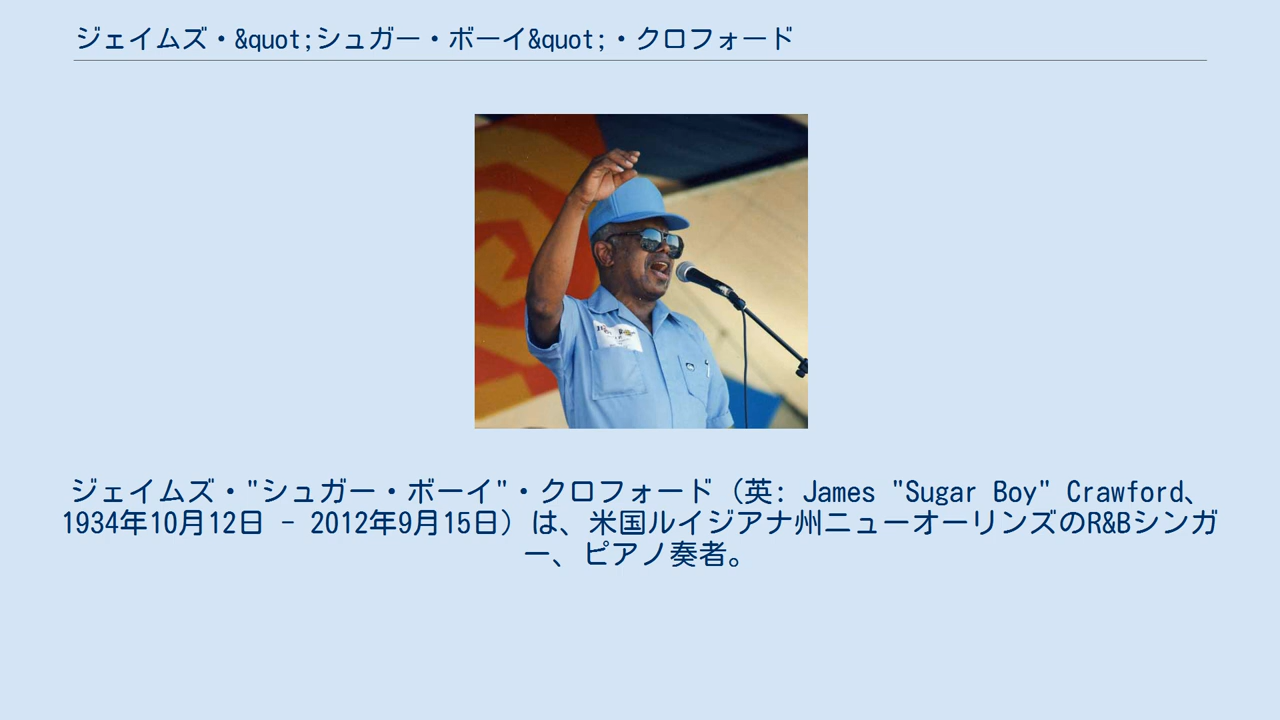 ジェイムズ・&quot;シュガー・ボーイ&quot;・クロフォード
ジェイムズ・"シュガー・ボーイ"・クロフォード（英: James "Sugar Boy" Crawford、
1934年10月12日 - 2012年9月15日）は、米国ルイジアナ州ニューオーリンズのR&Bシンガ
ー、ピアノ奏者。